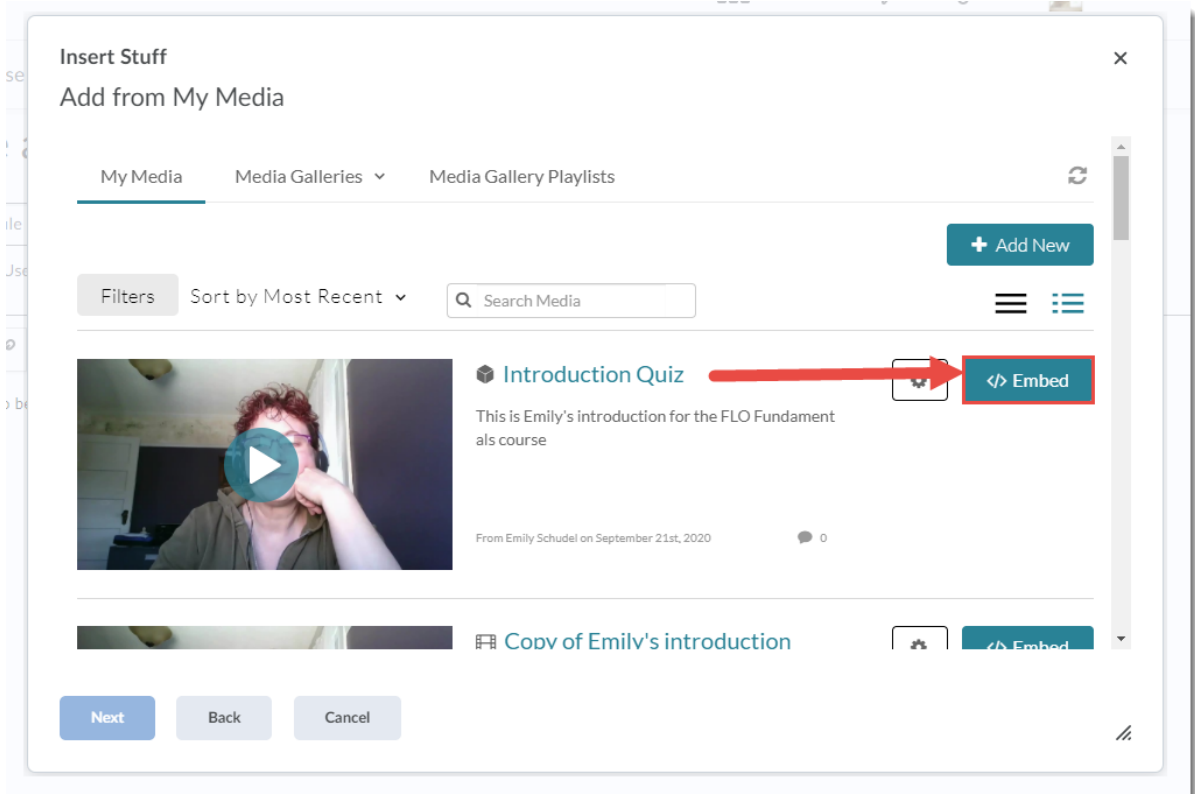 Insert Stuff
Add from My Media
My Media Media Galleries Media Gallery Playlists
+ Add New
Filters Sort by Most Recent Search Media
Introduction Quiz </> Embed
This is Emily's introduction for the FLO Fundament
als course
From Emily Schudel on September 21st, 2020 0
Copy of Emily's introduction </> Embed
Next Back Cancel